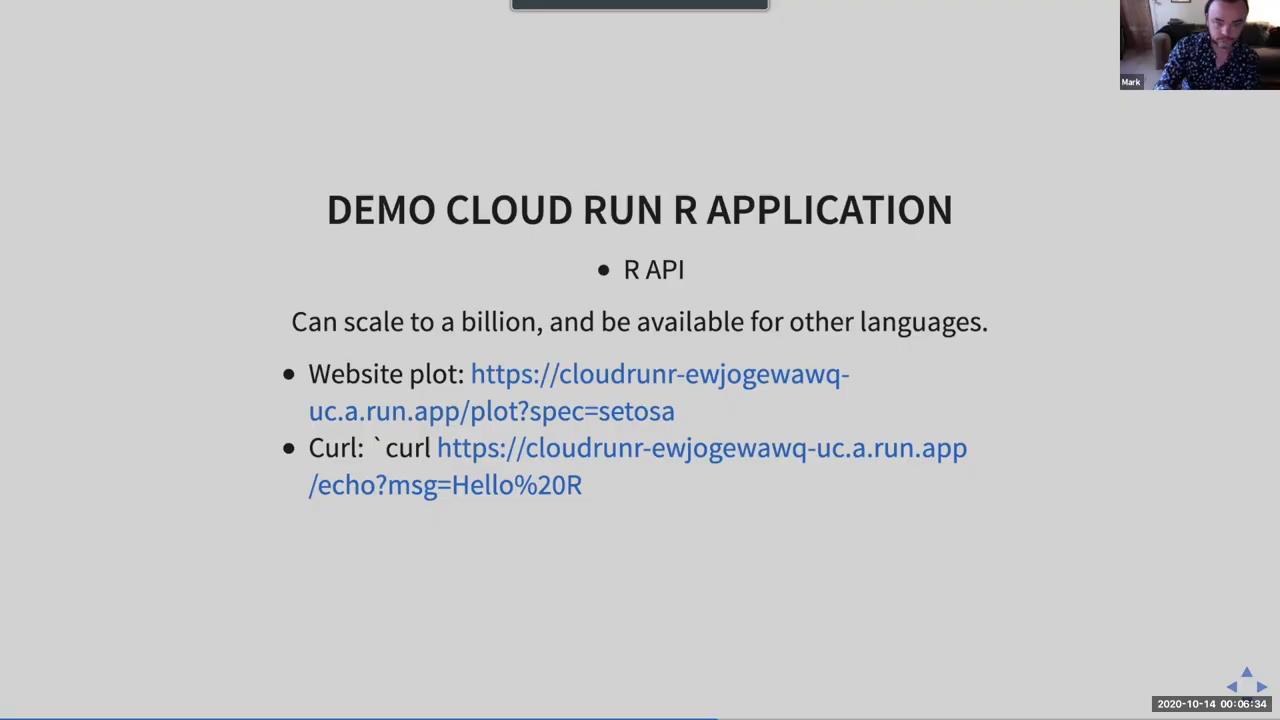 Mark
DEMO CLOUD RUN R APPLICATION
• R API
Can scale to a billion, and be available for other languages.
• Website plot: https://cloudrunr-ewjogewawq-
uc.a.run.app/plot?spec=setosa
• Curl: `curl https://cloudrunr-ewjogewawq-uc.a.run.app
/echo?msg=Hello%20R
2020-10-14 00:06:34